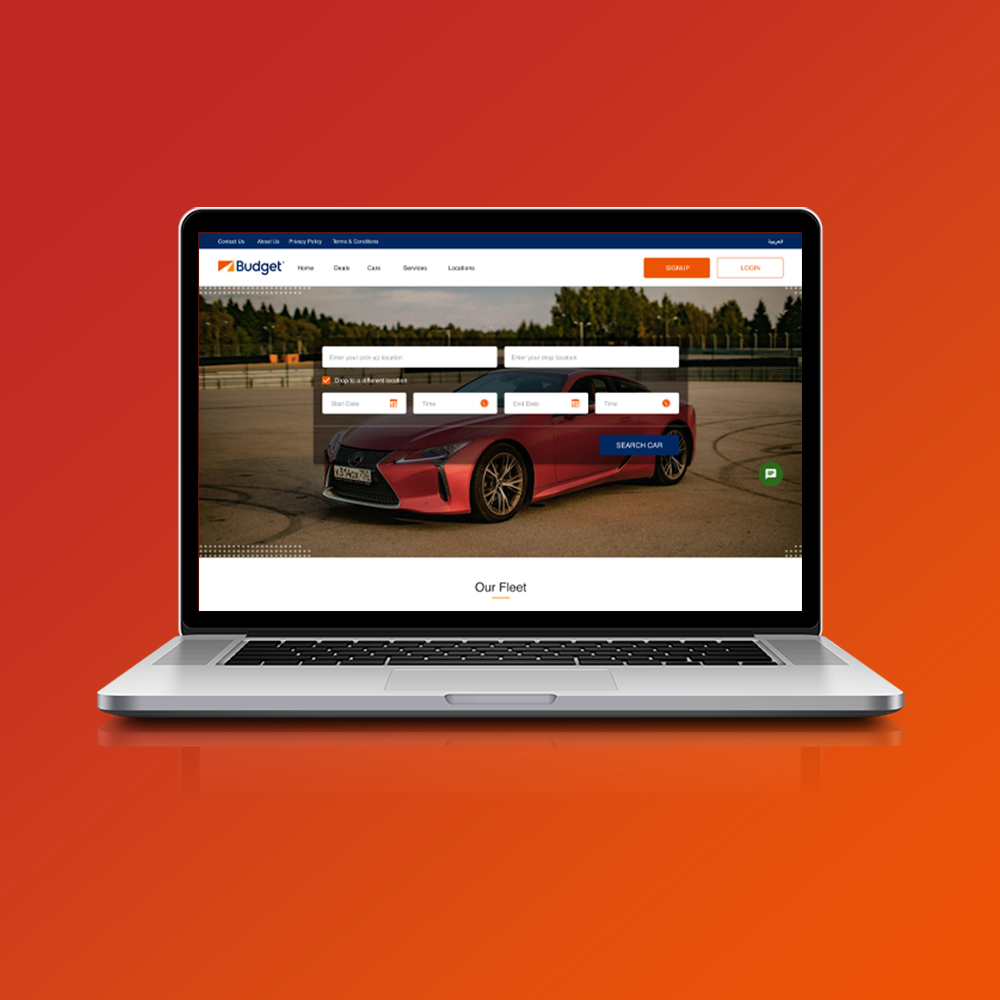 Contact Us About Us Privacy Policy Terms & Conditions العربية
Budget Home Deals Cars Services Locations SIGNUP LOGIN
Enter your pick up location Enter your drop location
Drop to a different location
Start Date Time End Date Time
SEARCH CAR
Our Fleet